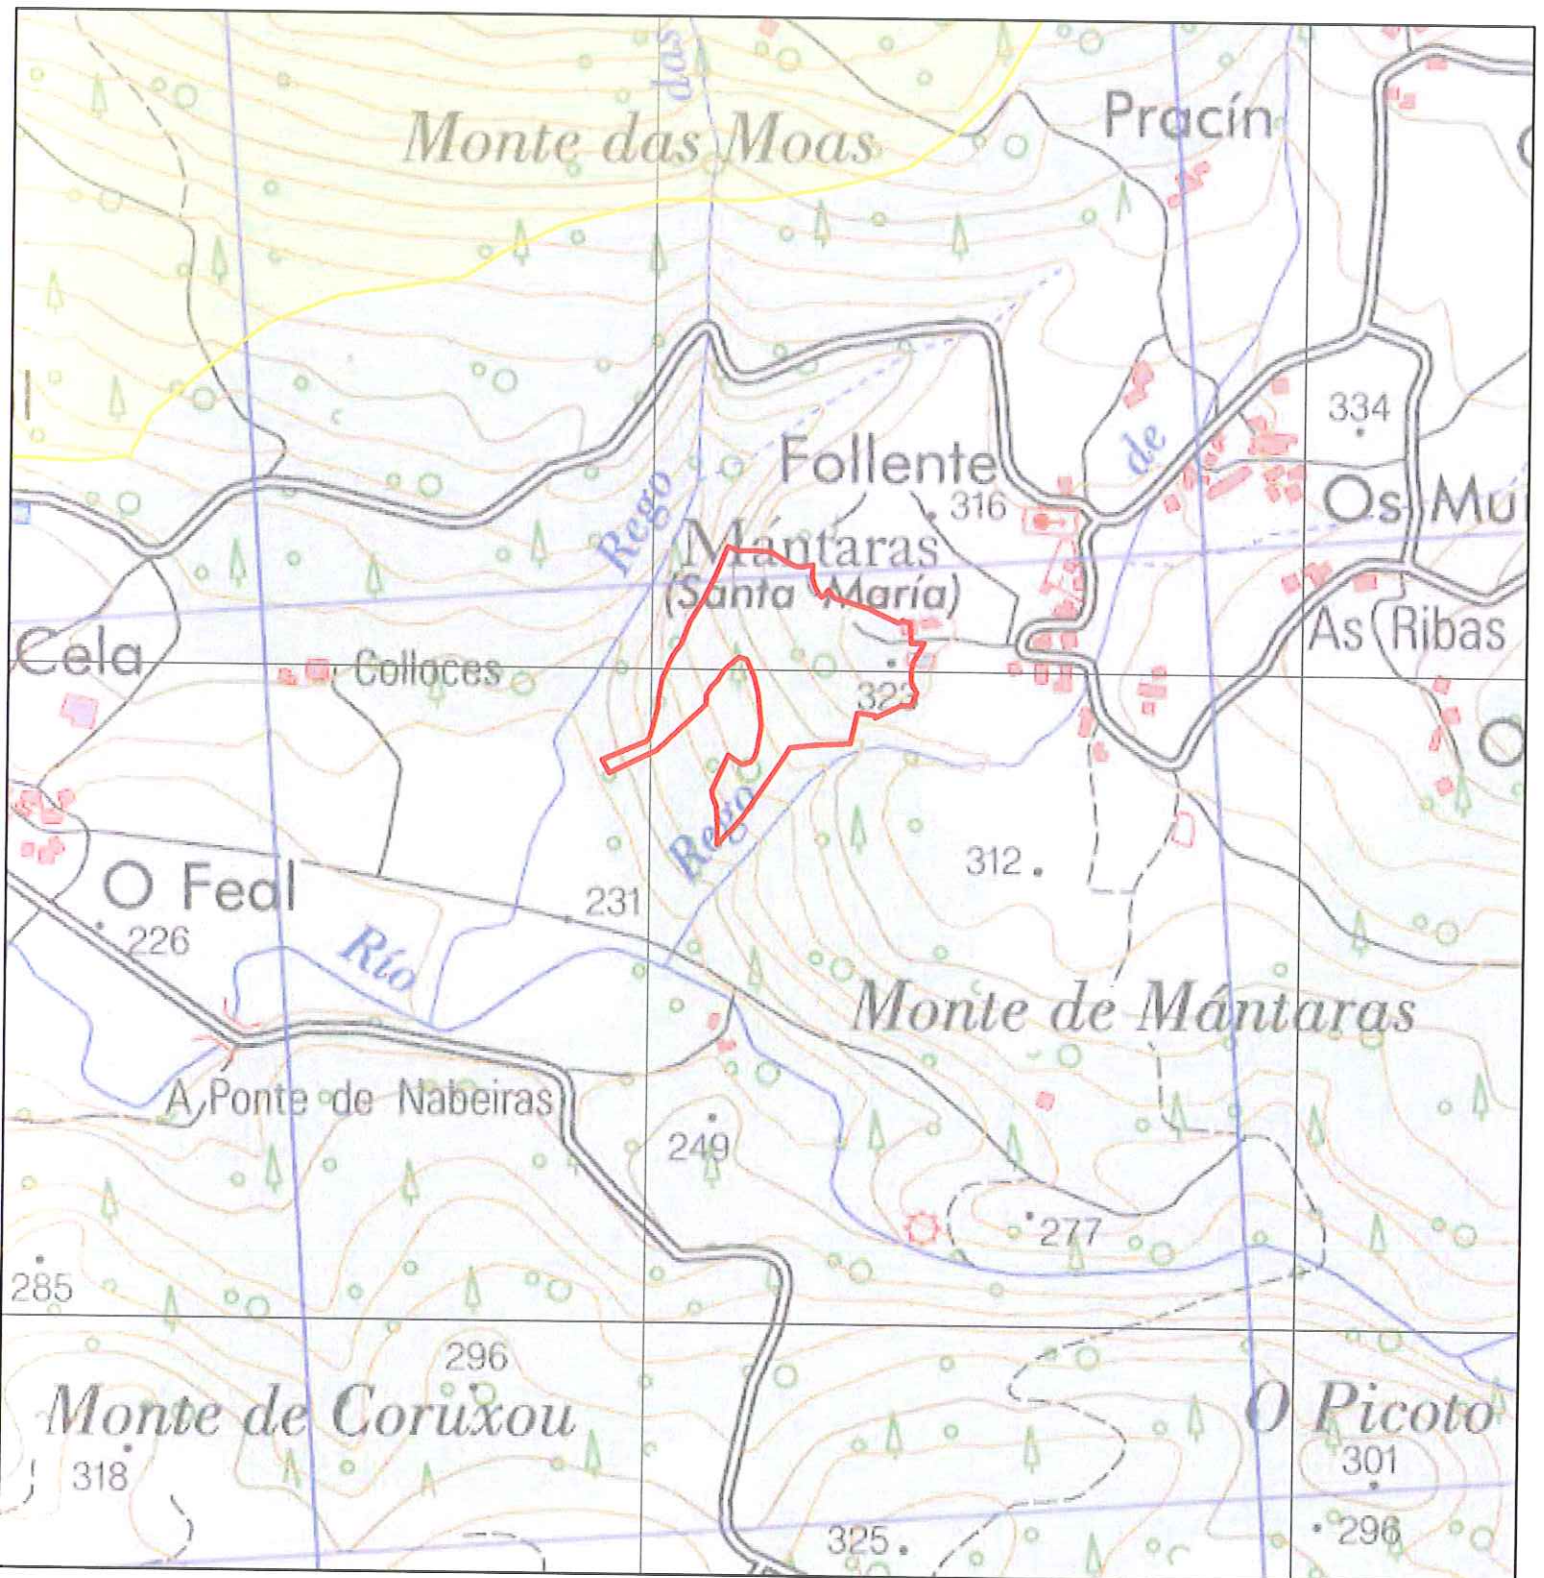 das
Pracín
Monte das Moas
334
Follente
de
Rego
316
Os Mu
Mántaras
(Santa María)
As Ribas
Cela
Colloces
323
O
Rego
312
O Feal
231
226
Río
Monte de Mántaras
A Ponte de Nabeiras
249
277
285
296
Monte de Coruxou
O Picoto
301
318
325
296